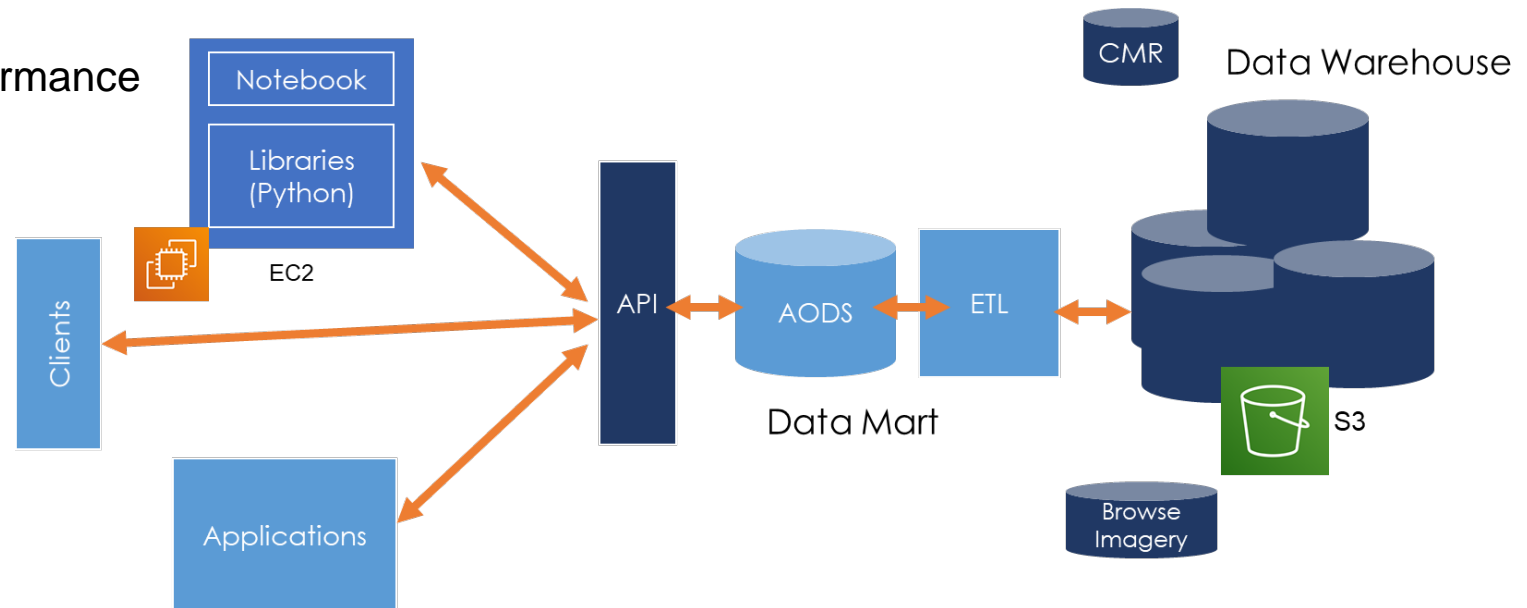 rmance
Notebook
Libraries
(Python)
EC2
Clients
Applications
API
AODS
ETL
Data Mart
CMR
Data Warehouse
S3
Browse
Imagery